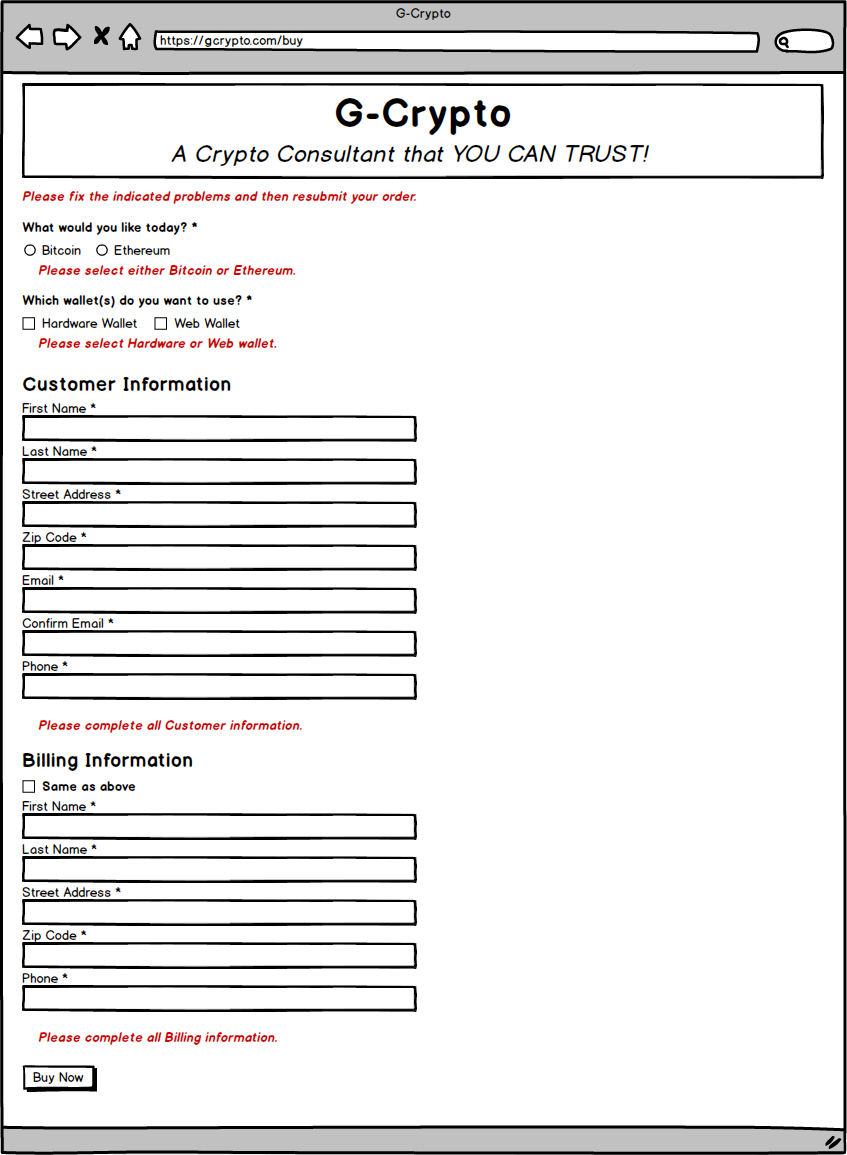 G-Crypto
https://gcrypto.com/buy
G-Crypto
A Crypto Consultant that YOU CAN TRUST!
Please fix the indicated problems and then resubmit your order.
What would you like today? *
Bitcoin Ethereum
Please select either Bitcoin or Ethereum.
Which wallet(s) do you want to use? *
Hardware Wallet Web Wallet
Please select Hardware or Web wallet.
Customer Information
First Name *
Last Name *
Street Address *
Zip Code *
Email *
Confirm Email *
Phone *
Please complete all Customer information.
Billing Information
Same as above
First Name *
Last Name *
Street Address *
Zip Code *
Phone *
Please complete all Billing information.
Buy Now